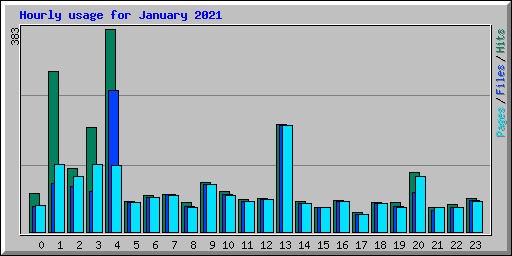 Hourly usage for January 2021
383
Pages/Files/Hits
0 1 2 3 4 5 6 7 8 9 10 11 12 13 14 15 16 17 18 19 20 21 22 23